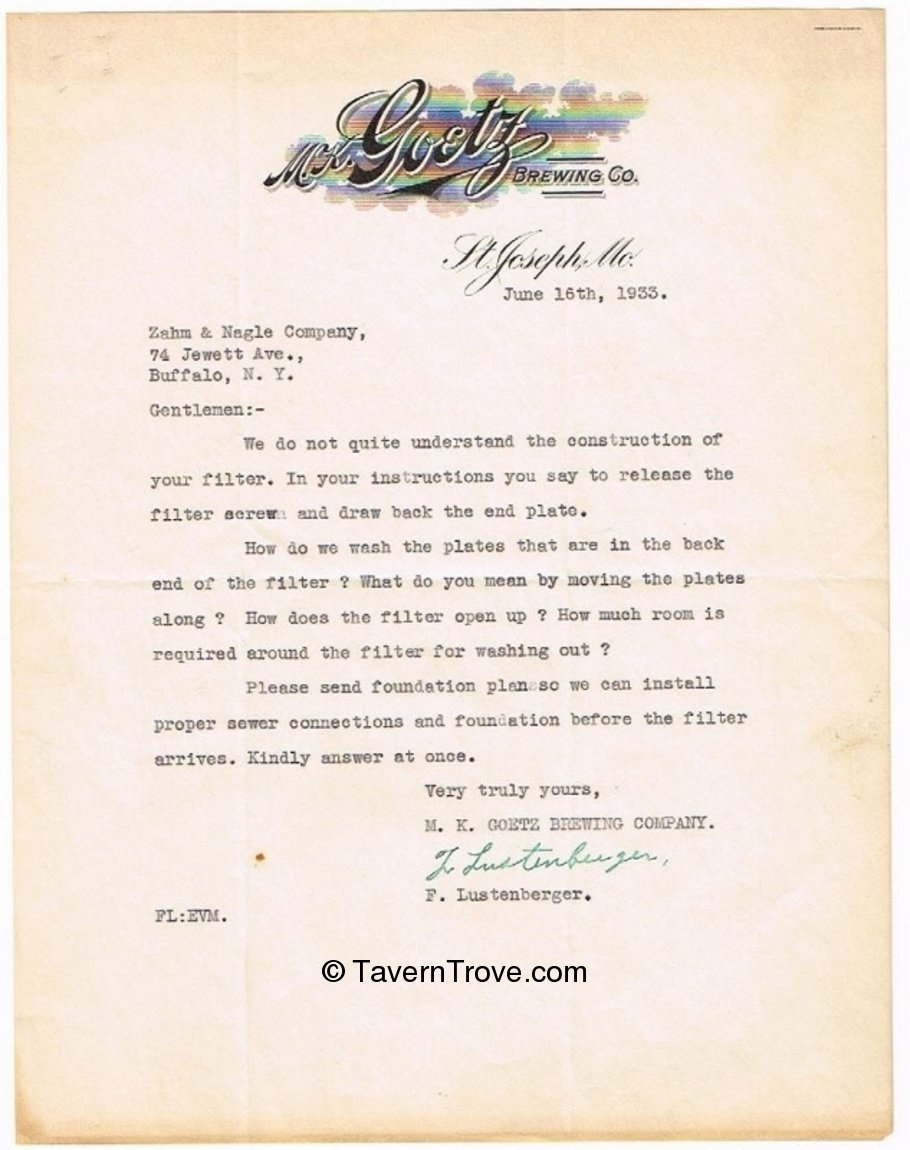 M.K. Goetz
BREWING CO.
St. Joseph, Mo.
June 16th, 1933.
Zahm & Nagle Company,
74 Jewett Ave.,
Buffalo, N. Y.
Gentlemen:-
We do not quite understand the construction of
your filter. In your instructions you say to release the
filter screw and draw back the end plate.
How do we wash the plates that are in the back
end of the filter ? What do you mean by moving the plates
along ? How does the filter open up ? How much room is
required around the filter for washing out ?
Please send foundation plan so we can install
proper sewer connections and foundation before the filter
arrives. Kindly answer at once.
Very truly yours,
M. K. GOETZ BREWING COMPANY.
F Lustenberger,
F. Lustenberger.
FL:EVM.
© TavernTrove.com